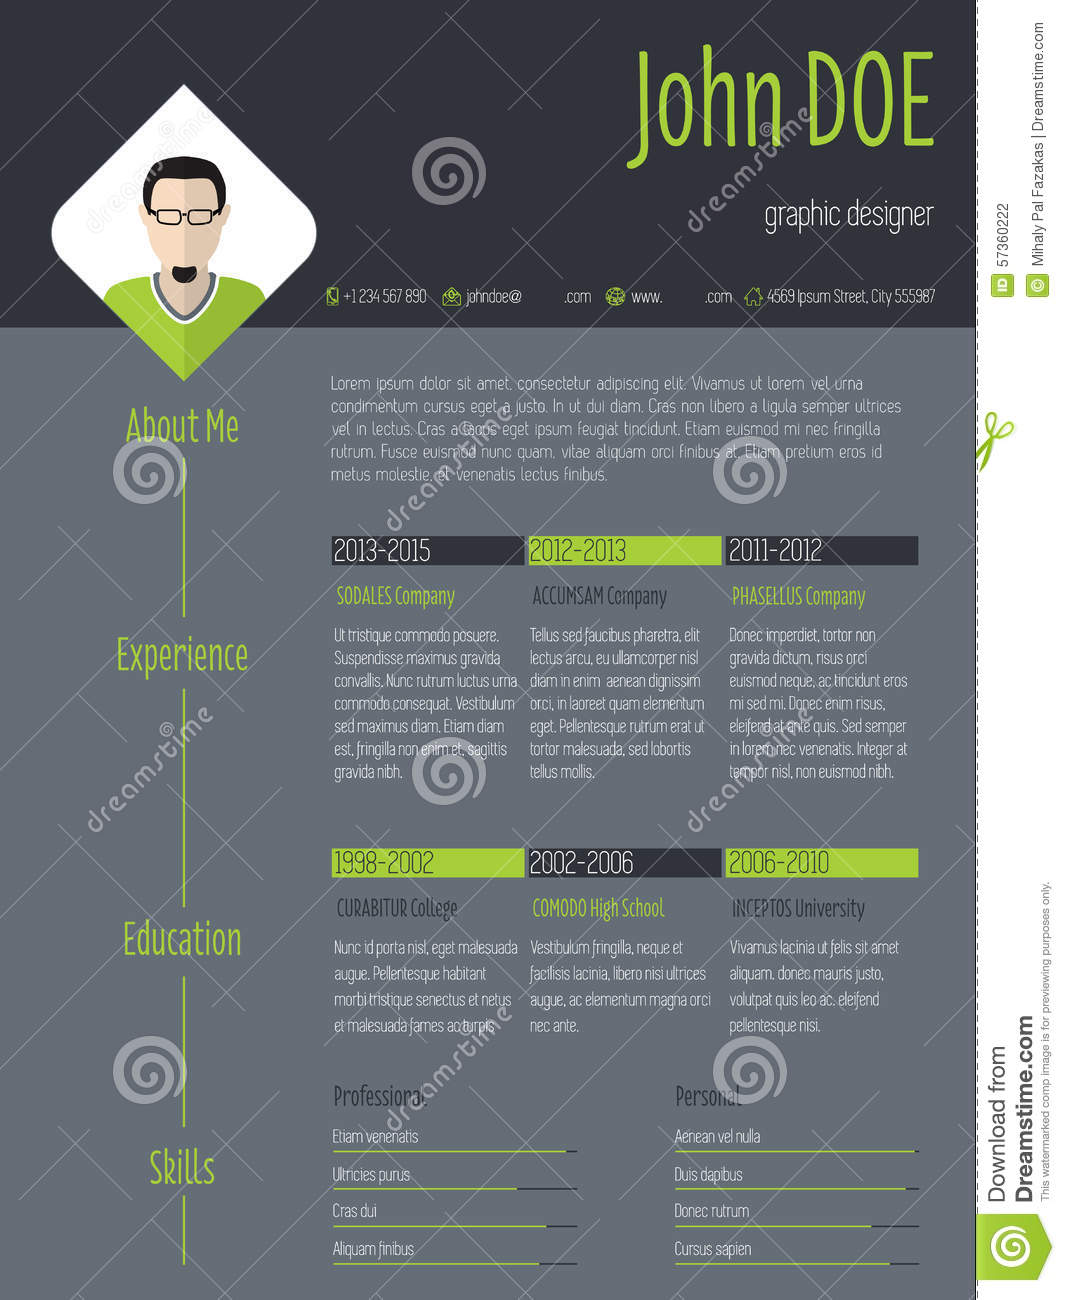 John DOE
graphic designer
+1 234 567 890 johndoe@ .com www. .com 4569 Ipsum Street, City 555987
About Me
Lorem ipsum dolor sit amet, consectetur adipiscing elit. Vivamus ut lorem vel urna
condimentum cursus eget a justo. In ut dui diam. Cras non libero a ligula semper ultrices
vel in lectus. Cras a lacus eget ipsum feugiat tincidunt. Etiam euismod mi nec fringilla
rutrum. Fusce euismod nunc quam, vitae aliquam orci finibus at. Etiam pretium eros id
metus molestie, et venenatis lectus finibus.
Experience
2013-2015
SODALES Company
Ut tristique commodo posuere.
Suspendisse maximus gravida
convallis. Nunc rutrum luctus urna
commodo consequat. Vestibulum
sed maximus diam. Etiam diam
est, fringilla non enim et, sagittis
gravida nibh.
2012-2013
ACCUMSAM Company
Tellus sed faucibus pharetra, elit
lectus arcu, eu ullamcorper nisl
diam in enim aenean dignissim
orci, in laoreet quam elementum
eget. Pellentesque rutrum erat ut
tortor malesuada, sed lobortis
tellus mollis.
2011-2012
PHASELLUS Company
Donec imperdiet, tortor non
gravida dictum, risus orci
euismod neque, ac tincidunt eros
mi sed mi. Donec enim risus,
eleifend at ante quis. Sed semper
in lorem nec venenatis. Integer at
tempor nisl, non euismod nibh.
Education
1998-2002
CURABITUR College
Nunc id porta nisl, eget malesuada
augue. Pellentesque habitant
morbi tristique senectus et netus
et malesuada fames ac turpis
2002-2006
COMODO High School
Vestibulum fringilla, neque et
facilisis lacinia, libero nisi ultrices
augue, ac elementum magna orci
nec ante.
2006-2010
INCEPTOS University
Vivamus lacinia ut felis sit amet
aliquam. donec mauris justo,
volutpat quis leo ac. eleifend
pellentesque nisi.
Skills
Professional
Etiam venenatis
Ultricies purus
Cras dui
Aliquam finibus
Personal
Aenean vel nulla
Duis dapibus
Donec rutrum
Cursus sapien
dreamstime
dreamstime
dreamstime
dreamstime
dreamstime
dreamstime
ID 57360222
© Mihaly Pal Fazakas | Dreamstime.com
Download from
Dreamstime.com
This watermarked comp image is for previewing purposes only.